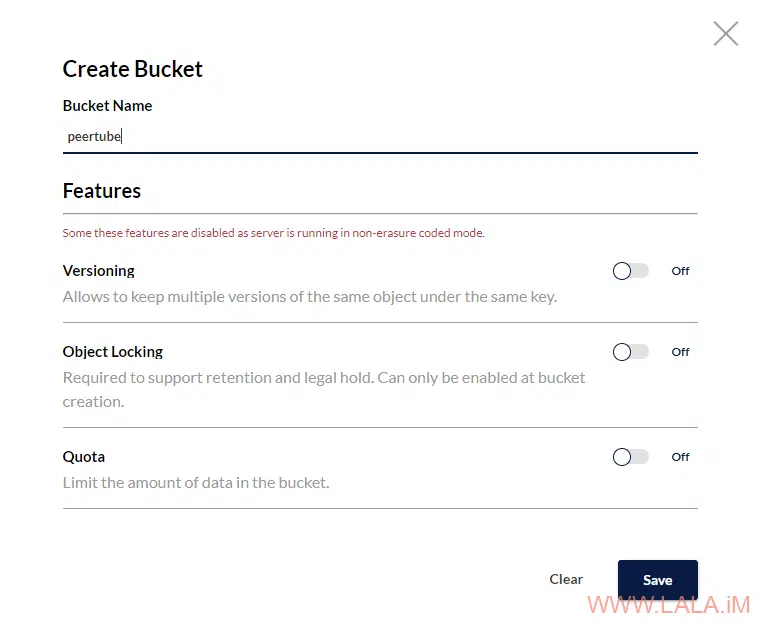 Create Bucket
Bucket Name
peertube
Features
Some these features are disabled as server is running in non-erasure coded mode.
Versioning
Off
Allows to keep multiple versions of the same object under the same key.
Object Locking
Off
Required to support retention and legal hold. Can only be enabled at bucket
creation.
Quota
Off
Limit the amount of data in the bucket.
Clear
Save
WWW.LALA.iM